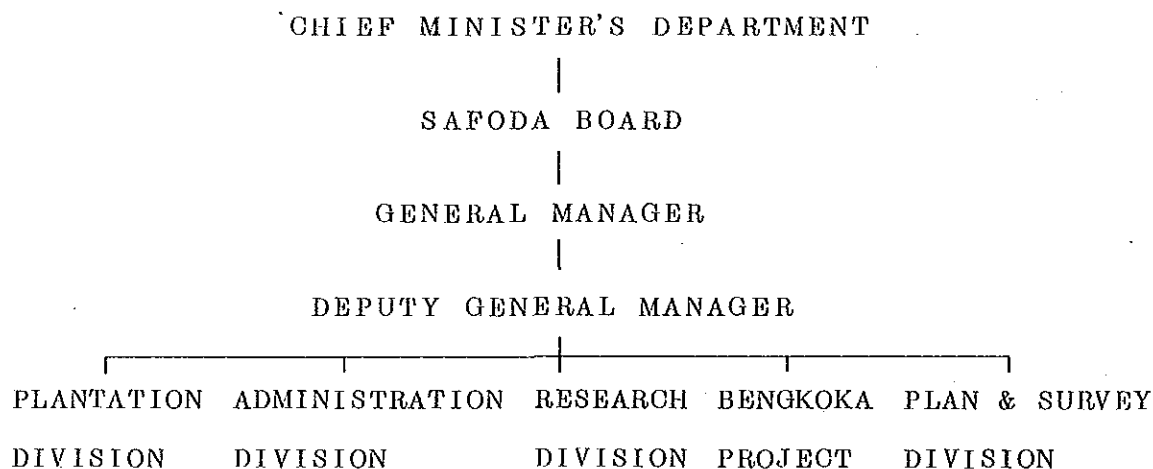 CHIEF MINISTER'S DEPARTMENT
SAFODA BOARD
GENERAL MANAGER
DEPUTY GENERAL MANAGER
PLANTATION ADMINISTRATION RESEARCH BENGKOKA PLAN & SURVEY
DIVISION DIVISION DIVISION PROJECT DIVISION